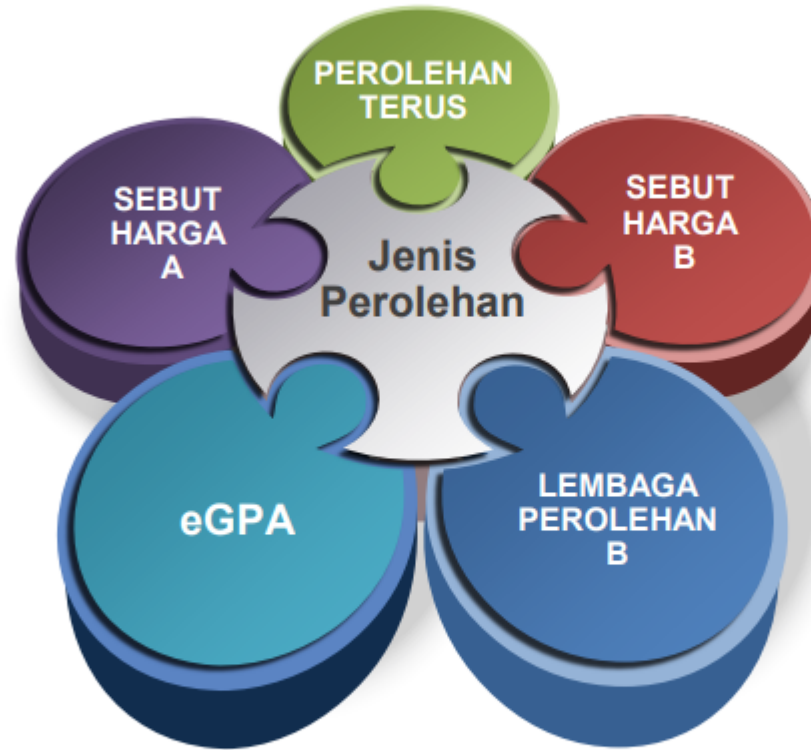 PEROLEHAN
TERUS
SEBUT
HARGA
A
SEBUT
HARGA
B
Jenis
Perolehan
eGPA
LEMBAGA
PEROLEHAN
B